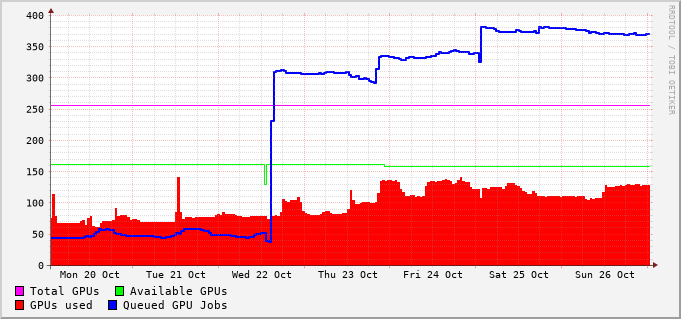 400
350
300
250
200
150
100
50
0
Mon 20 Oct Tue 21 Oct Wed 22 Oct Thu 23 Oct Fri 24 Oct Sat 25 Oct Sun 26 Oct
Total GPUs Available GPUs
GPUs used Queued GPU Jobs
RRDTOOL / TOBI OETIKER